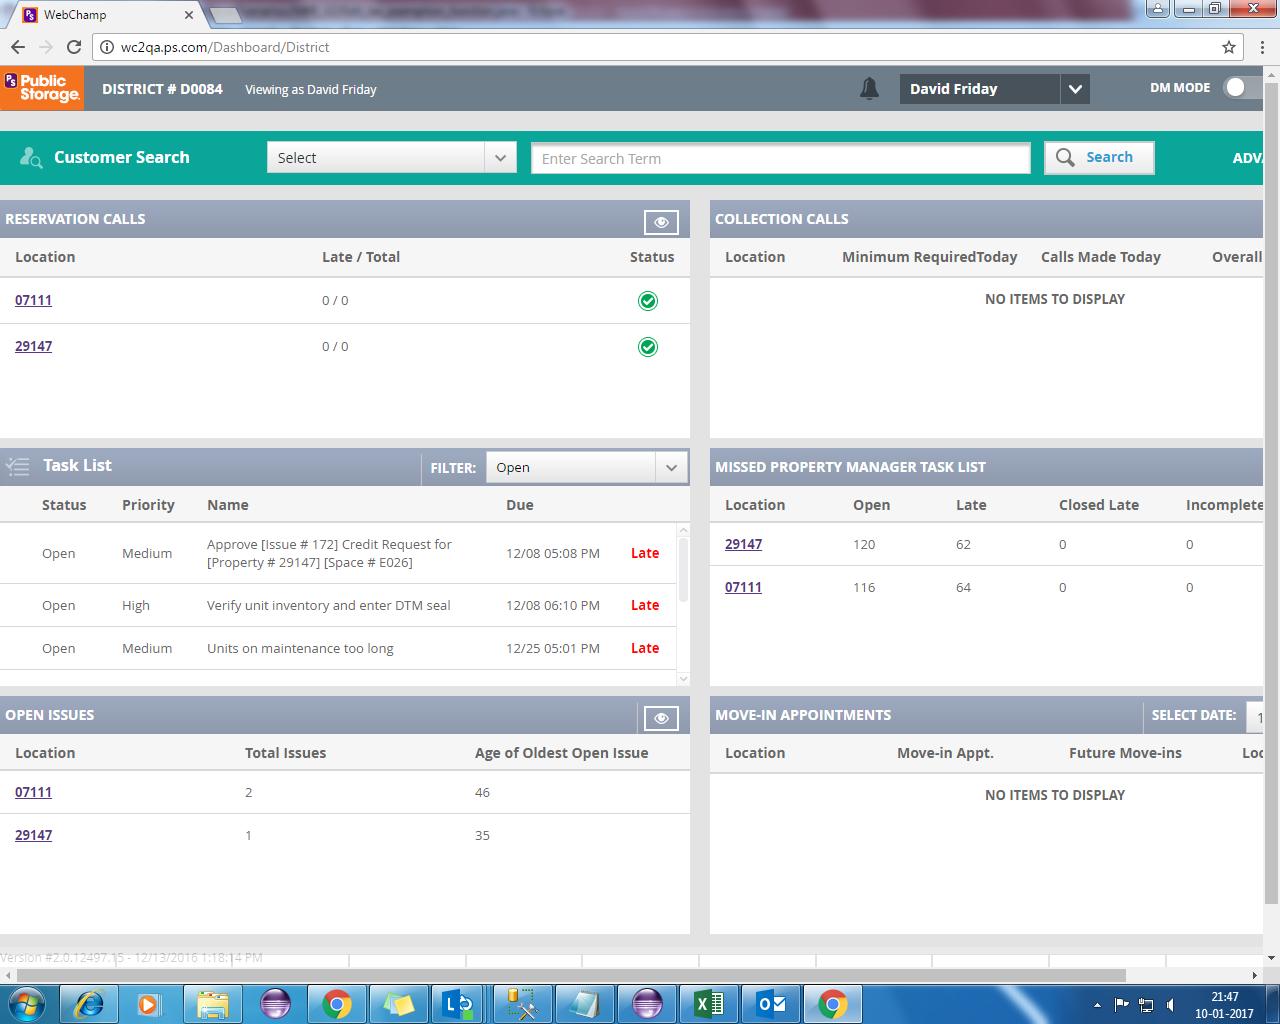 WebChamp
wc2qa.ps.com/Dashboard/District
PS Public Storage.
DISTRICT # D0084
Viewing as David Friday
David Friday
DM MODE
Customer Search
Select
Enter Search Term
Search
ADV
RESERVATION CALLS
Location Late / Total Status
07111 0 / 0
29147 0 / 0
COLLECTION CALLS
Location Minimum RequiredToday Calls Made Today Overall
NO ITEMS TO DISPLAY
Task List
FILTER: Open
Status Priority Name Due
Open Medium Approve [Issue # 172] Credit Request for
[Property # 29147] [Space # E026] 12/08 05:08 PM Late
Open High Verify unit inventory and enter DTM seal 12/08 06:10 PM Late
Open Medium Units on maintenance too long 12/25 05:01 PM Late
MISSED PROPERTY MANAGER TASK LIST
Location Open Late Closed Late Incomplete
29147 120 62 0 0
07111 116 64 0 0
OPEN ISSUES
Location Total Issues Age of Oldest Open Issue
07111 2 46
29147 1 35
MOVE-IN APPOINTMENTS
SELECT DATE: 1
Location Move-in Appt. Future Move-ins Loc
NO ITEMS TO DISPLAY
Version #2.0.12497.15 - 12/13/2016 1:18:14 PM
21:47
10-01-2017